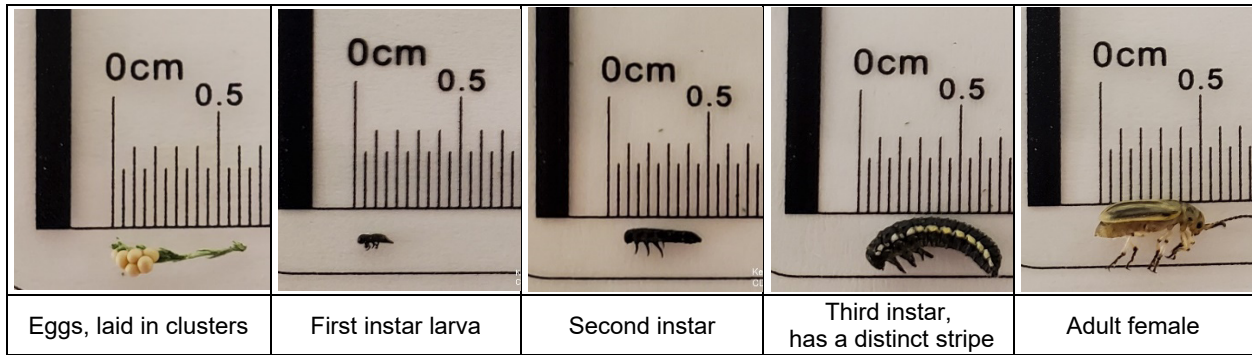 0cm
0.5
0cm
0.5
0cm
0.5
0cm
0.5
0cm
0.5
Eggs, laid in clusters
First instar larva
Second instar
Third instar,
has a distinct stripe
Adult female